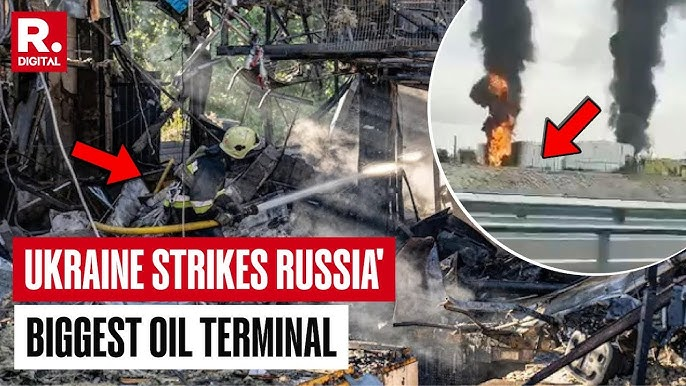 R.
DIGITAL
UKRAINE STRIKES RUSSIA'
BIGGEST OIL TERMINAL